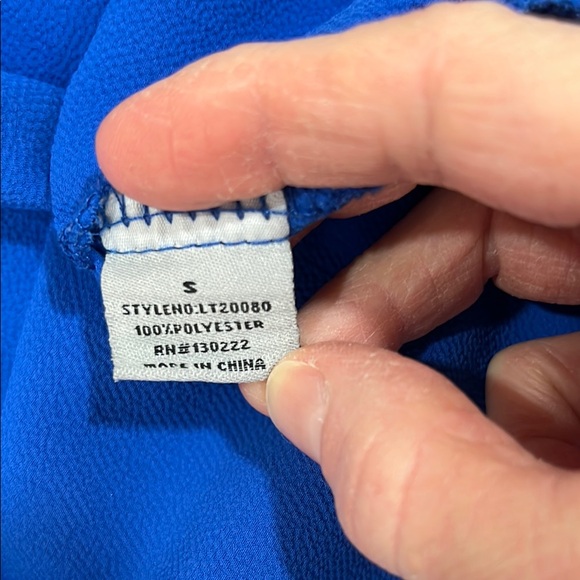 S
STYLENO:LT20080
100%POLYESTER
RN#130222
MADE IN CHINA